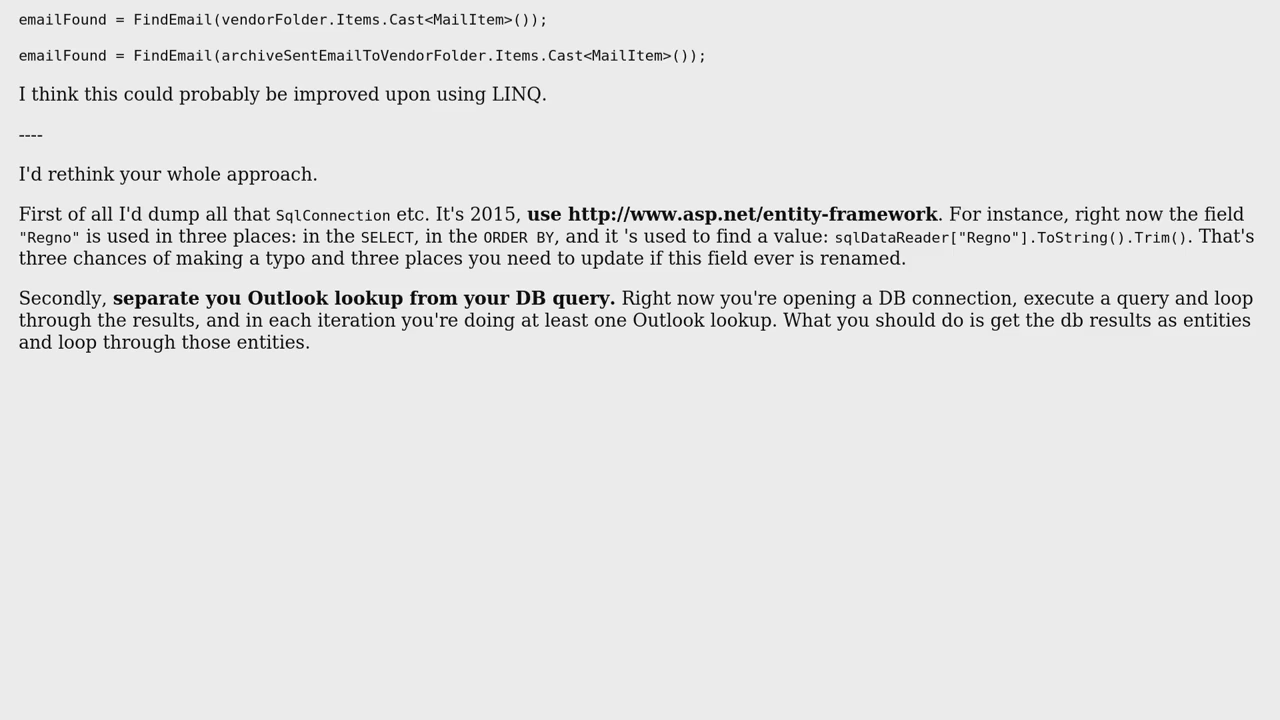 emailFound = FindEmail(vendorFolder.Items.Cast<MailItem>());
emailFound = FindEmail(archiveSentEmailToVendorFolder.Items.Cast<MailItem>());
I think this could probably be improved upon using LINQ.
----
I'd rethink your whole approach.
First of all I'd dump all that SqlConnection etc. It's 2015, use http://www.asp.net/entity-framework. For instance, right now the field
"Regno" is used in three places: in the SELECT, in the ORDER BY, and it 's used to find a value: sqlDataReader["Regno"].ToString().Trim(). That's
three chances of making a typo and three places you need to update if this field ever is renamed.
Secondly, separate you Outlook lookup from your DB query. Right now you're opening a DB connection, execute a query and loop
through the results, and in each iteration you're doing at least one Outlook lookup. What you should do is get the db results as entities
and loop through those entities.